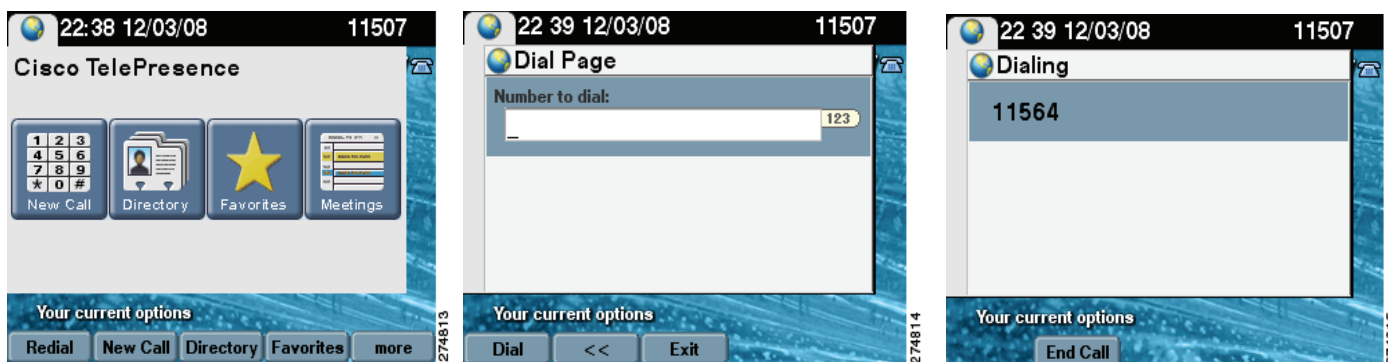 22:38 12/03/08 11507
Cisco TelePresence
1 2 3
4 5 6
7 8 9
* 0 #
New Call Directory Favorites Meetings
Your current options
Redial New Call Directory Favorites more
274813
22 39 12/03/08 11507
Dial Page
Number to dial:
_ 123
Your current options
Dial << Exit
274814
22 39 12/03/08 11507
Dialing
11564
Your current options
End Call